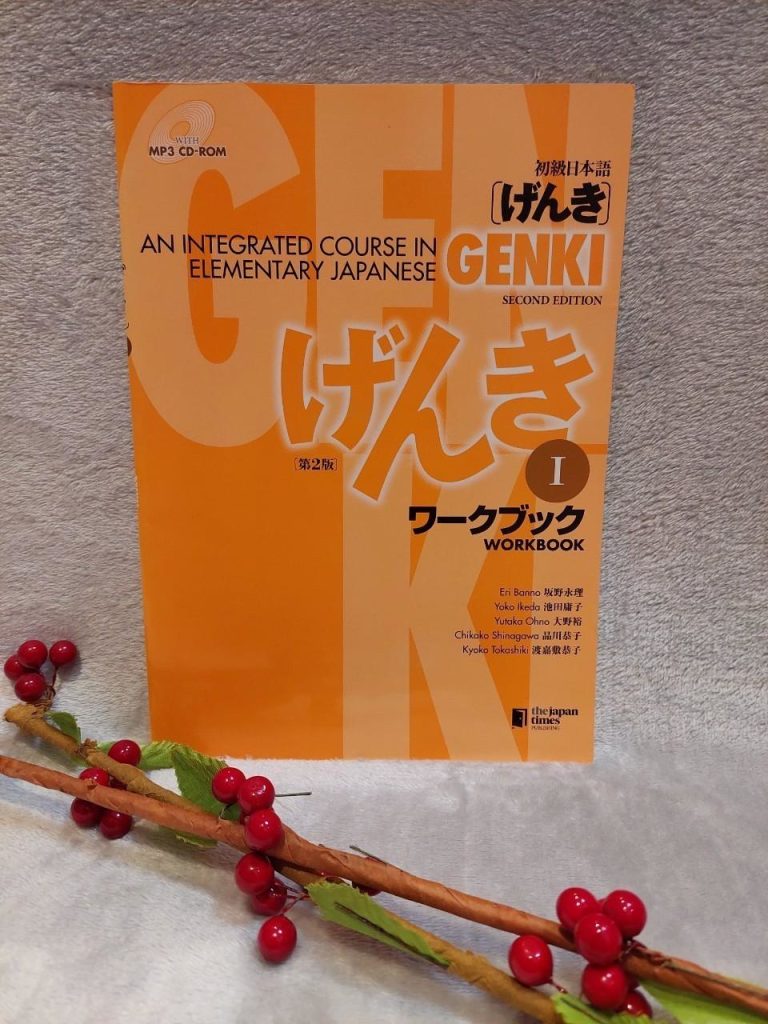 WITH
MP3 CD-ROM
初級日本語
[げんき]
AN INTEGRATED COURSE IN
ELEMENTARY JAPANESE
GENKI
SECOND EDITION
げんき
[第2版]
I
ワークブック
WORKBOOK
Eri Banno 坂野永理
Yoko Ikeda 池田庸子
Yutaka Ohno 大野裕
Chikako Shinagawa 品川恭子
Kyoko Tokashiki 渡嘉敷恭子
the japan
times
PUBLISHING
GEN
KI